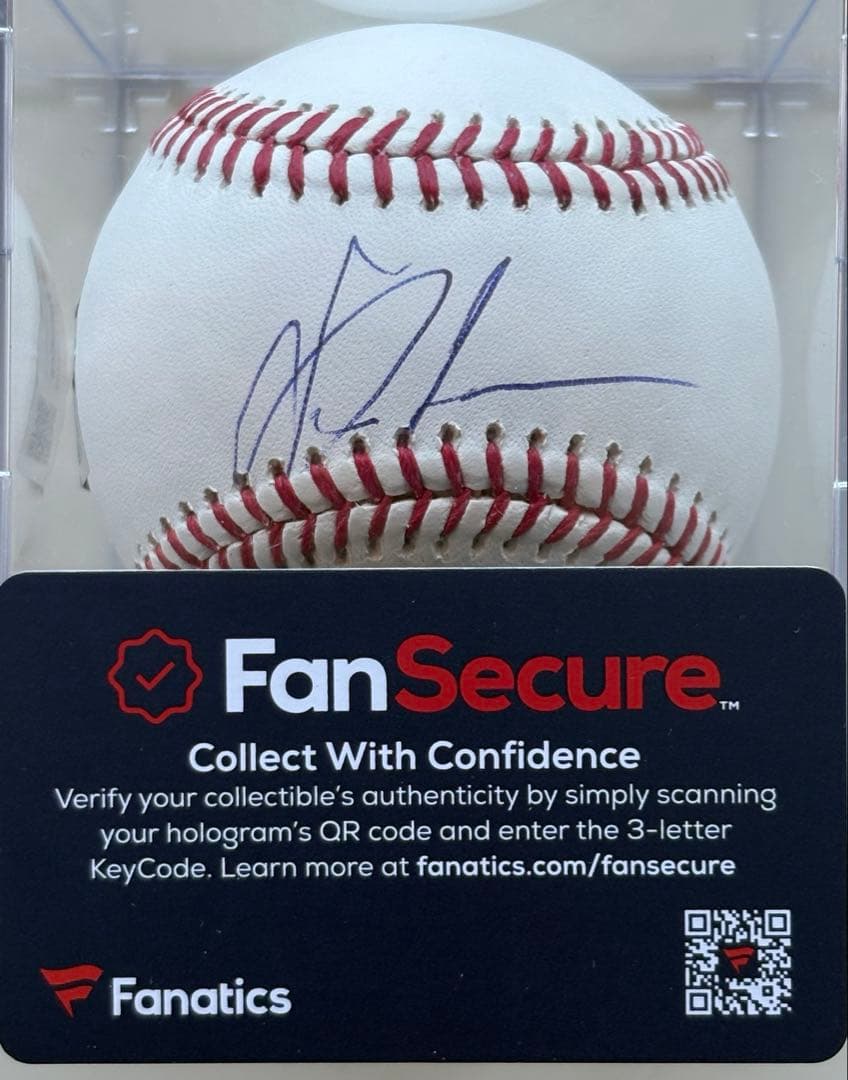 FanSecure™
Collect With Confidence
Verify your collectible's authenticity by simply scanning
your hologram's QR code and enter the 3-letter
KeyCode. Learn more at fanatics.com/fansecure
Fanatics